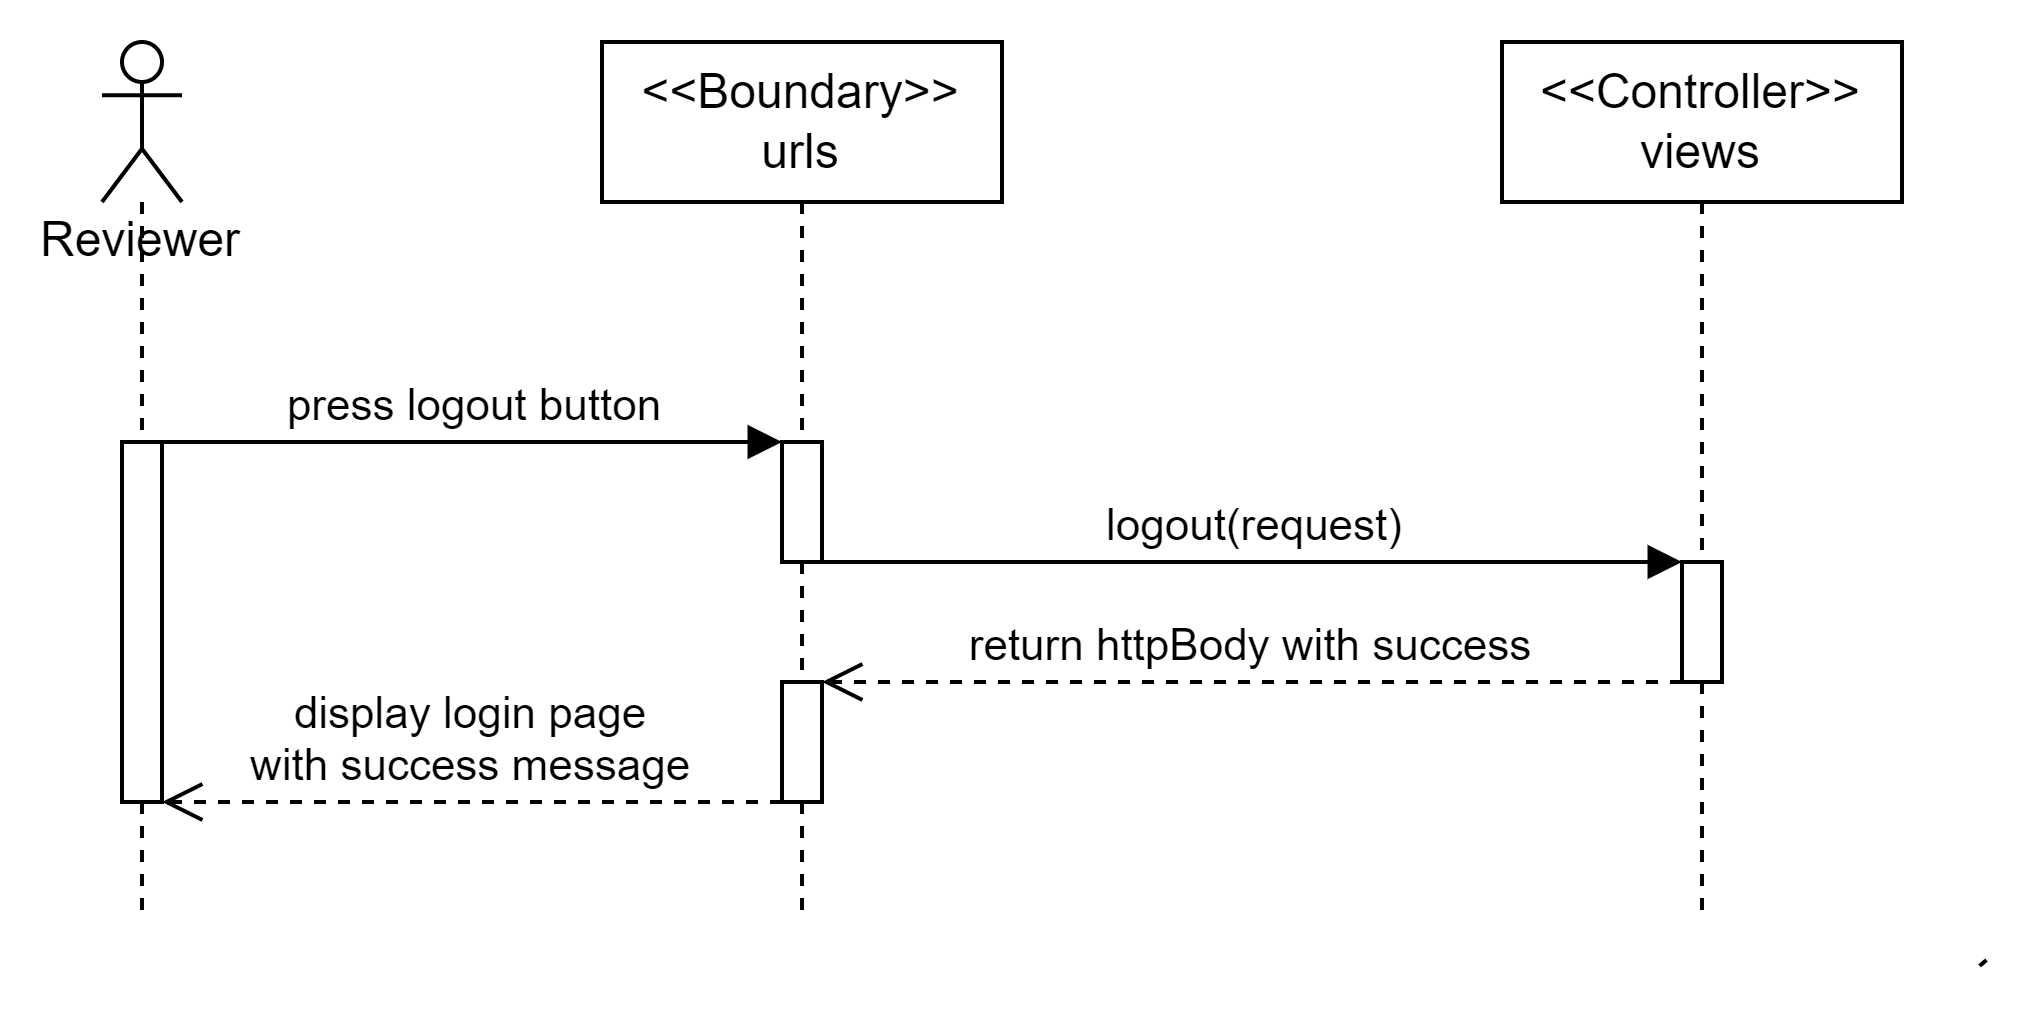 <<Boundary>>
urls
<<Controller>>
views
Reviewer
press logout button
logout(request)
return httpBody with success
display login page
with success message